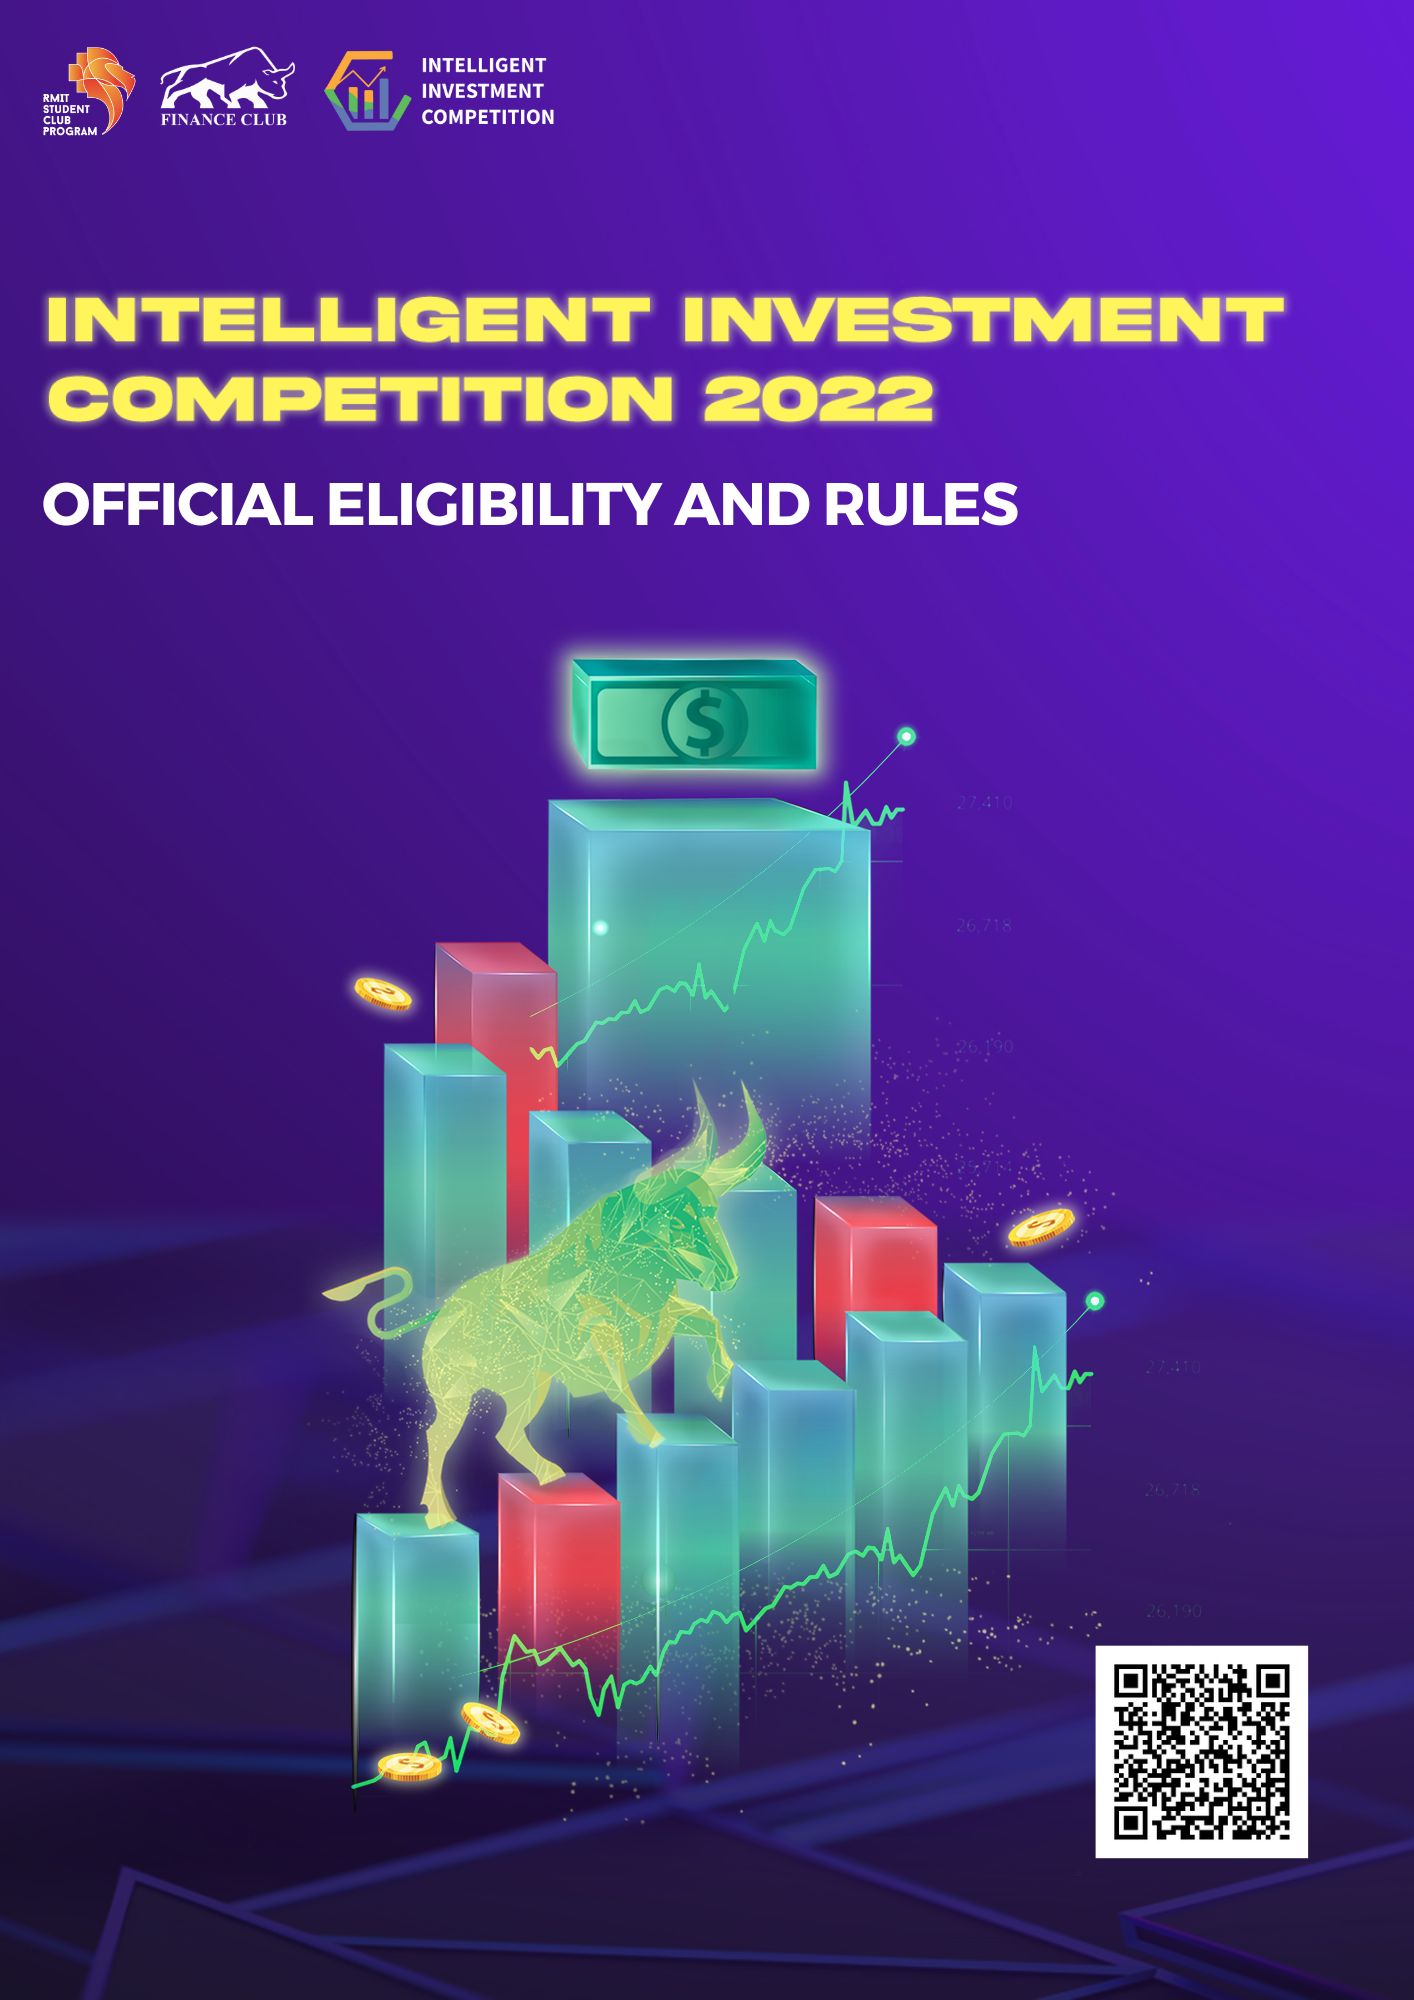 RMIT
STUDENT
CLUB
PROGRAM
FINANCE CLUB
INTELLIGENT
INVESTMENT
COMPETITION
INTELLIGENT INVESTMENT
COMPETITION 2022
OFFICIAL ELIGIBILITY AND RULES
$
27,410
26,718
26,190
27,410
26,718
26,190